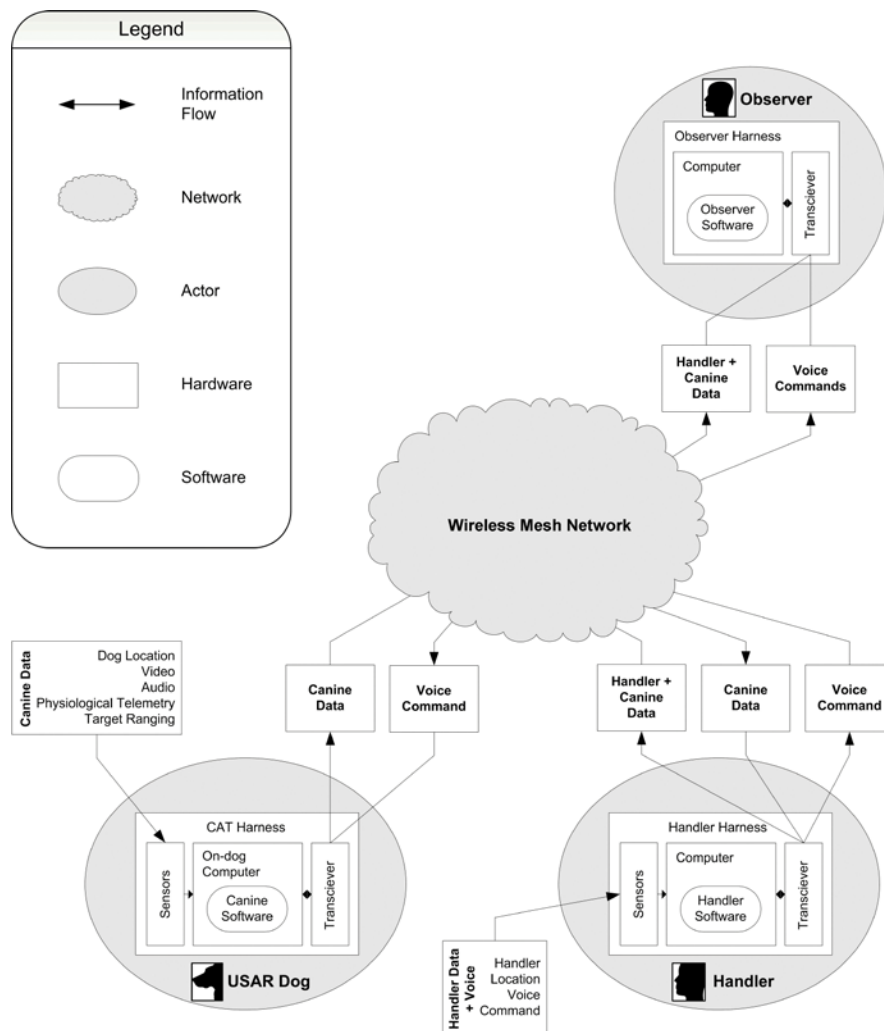 Legend
Information
Flow
Network
Actor
Hardware
Software
Observer
Observer Harness
Computer
Observer
Software
Transciever
Handler +
Canine
Data
Voice
Commands
Wireless Mesh Network
Canine Data
Dog Location
Video
Audio
Physiological Telemetry
Target Ranging
Canine
Data
Voice
Command
Handler +
Canine
Data
Canine
Data
Voice
Command
CAT Harness
Sensors
On-dog
Computer
Canine
Software
Transciever
USAR Dog
Handler Harness
Sensors
Computer
Handler
Software
Transciever
Handler
Handler Data
+ Voice
Handler
Location
Voice
Command